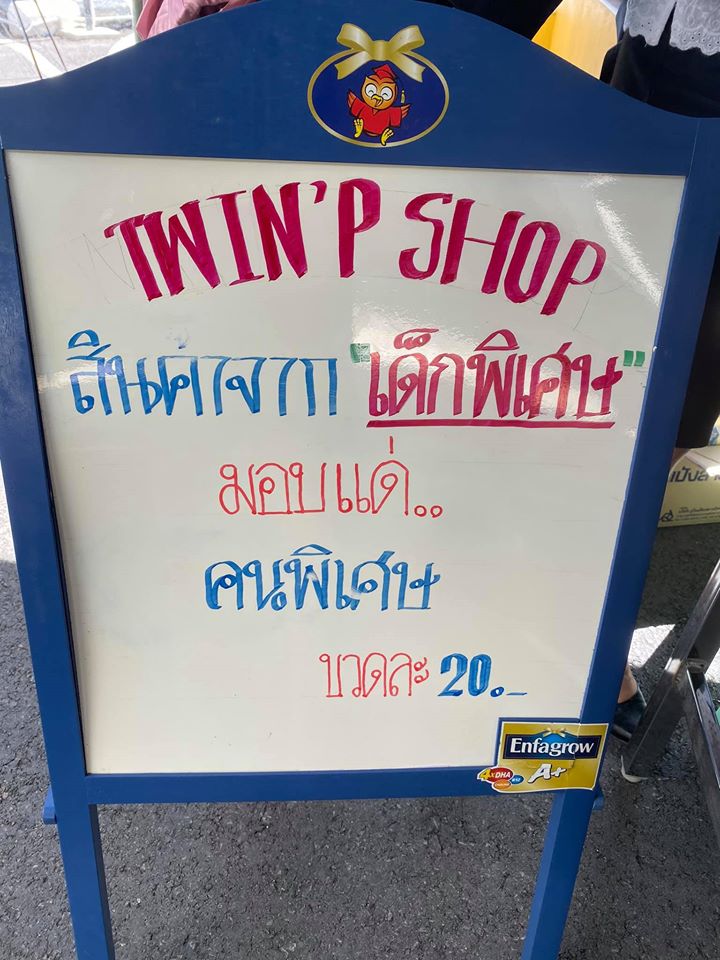 TWIN'P SHOP
สินค้าจาก "เด็กพิเศษ"
มอบแด่..
คนพิเศษ
ขวดละ 20.-
Enfagrow
4xDHA
A+